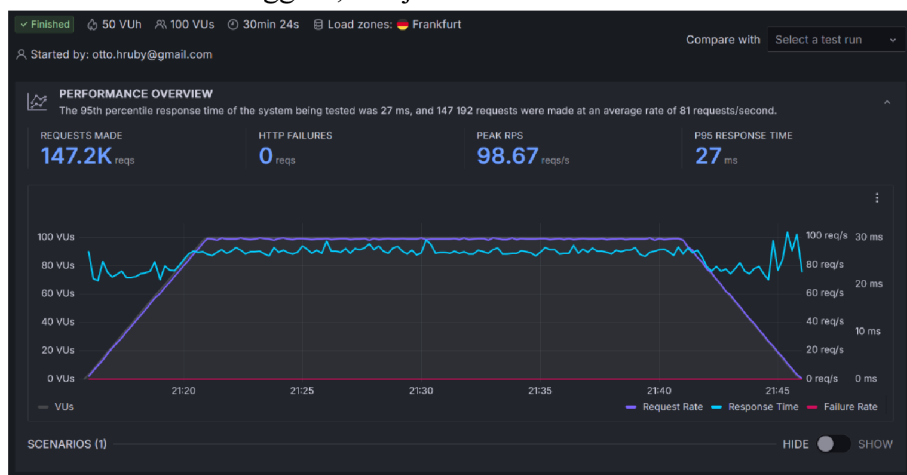 Finished 50 VUh 100 VUs 30min 24s Load zones: Frankfurt
Compare with Select a test run
Started by: otto.hruby@gmail.com
PERFORMANCE OVERVIEW
The 95th percentile response time of the system being tested was 27 ms, and 147 192 requests were made at an average rate of 81 requests/second.
REQUESTS MADE HTTP FAILURES PEAK RPS P95 RESPONSE TIME
147.2K reqs 0 reqs 98.67 reqs/s 27 ms
100 VUs 100 req/s 30 ms
80 VUs 80 req/s
60 VUs 60 req/s 20 ms
40 VUs 40 req/s 10 ms
20 VUs 20 req/s
0 VUs 0 req/s 0 ms
21:20 21:25 21:30 21:35 21:40 21:45
VUs Request Rate Response Time Failure Rate
SCENARIOS (1) HIDE SHOW